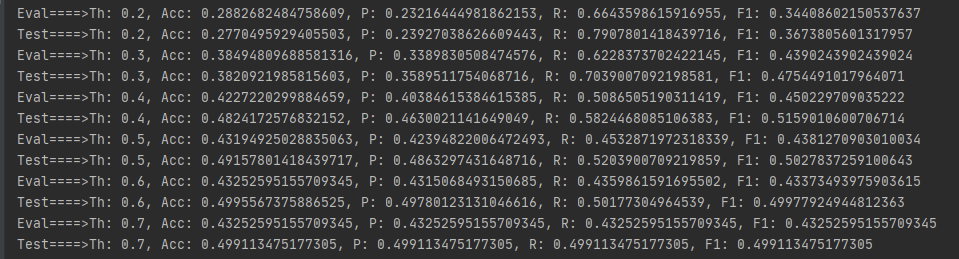 Eval====>Th: 0.2, Acc: 0.2882682484758609, P: 0.23216444981862153, R: 0.6643598615916955, F1: 0.34408602150537637
Test====>Th: 0.2, Acc: 0.2770495929405503, P: 0.23927038626609443, R: 0.7907801418439716, F1: 0.36738056013179​57
Eval====>Th: 0.3, Acc: 0.38494809688581316, P: 0.3389830508474576, R: 0.6228373702422145, F1: 0.4390243902439024
Test====>Th: 0.3, Acc: 0.3820921985815603, P: 0.3589511754068716, R: 0.7039007092198581, F1: 0.4754491017964071
Eval====>Th: 0.4, Acc: 0.4227220299884659, P: 0.40384615384615385, R: 0.5086505190311419, F1: 0.450229709035222
Test====>Th: 0.4, Acc: 0.4824172576832152, P: 0.46300211416490​49, R: 0.5824468085106383, F1: 0.5159010600706714
Eval====>Th: 0.5, Acc: 0.43194925028835063, P: 0.423948220064724​93, R: 0.4532871972318339, F1: 0.4381270903010034
Test====>Th: 0.5, Acc: 0.49157801418439717, P: 0.4863297431648716, R: 0.5203900709219859, F1: 0.5027837259100643
Eval====>Th: 0.6, Acc: 0.43252595155709345, P: 0.4315068493150685, R: 0.4359861591695502, F1: 0.43373493975903615
Test====>Th: 0.6, Acc: 0.4995567375886525, P: 0.49780123131046616, R: 0.50177304964539, F1: 0.49977924944812363
Eval====>Th: 0.7, Acc: 0.43252595155709345, P: 0.43252595155709345, R: 0.43252595155709345, F1: 0.43252595155709345
Test====>Th: 0.7, Acc: 0.499113475177305, P: 0.499113475177305, R: 0.499113475177305, F1: 0.499113475177305